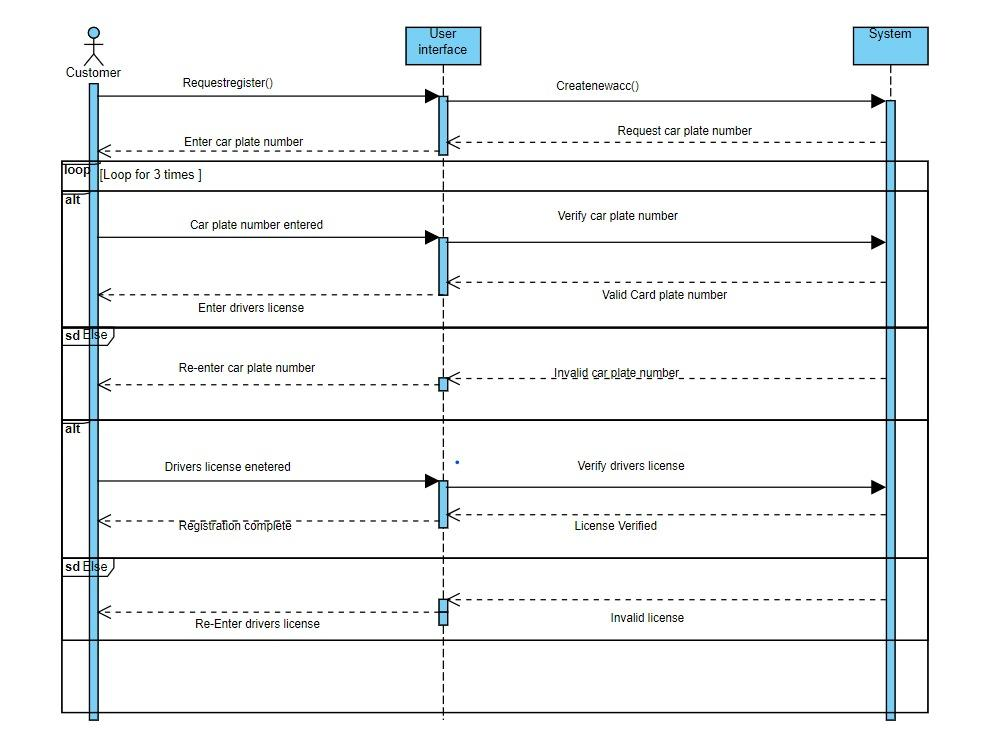 User
interface
System
Customer
Requestregister()
Createnewacc()
Request car plate number
Enter car plate number
loop
[Loop for 3 times ]
alt
Car plate number entered
Verify car plate number
Valid Card plate number
Enter drivers license
sd Else
Re-enter car plate number
Invalid car plate number
alt
Drivers license enetered
Verify drivers license
Registration complete
License Verified
sd Else
Invalid license
Re-Enter drivers license